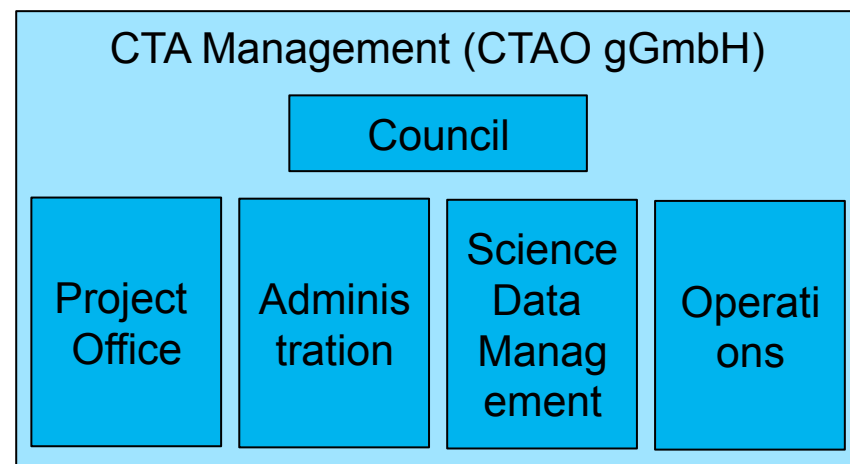 CTA Management (CTAO gGmbH)
Council
Project
Office
Adminis
tration
Science
Data
Manag
ement
Operati
ons